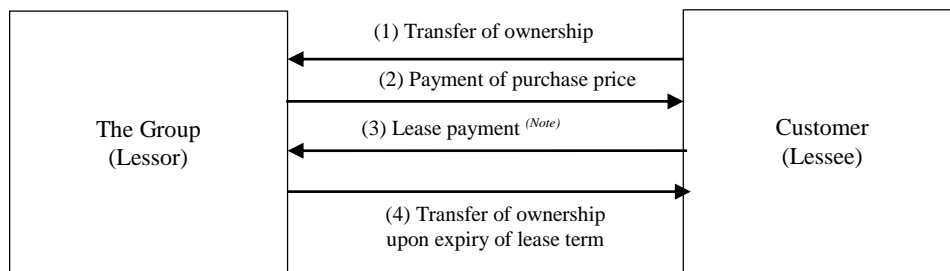 (1) Transfer of ownership
(2) Payment of purchase price
The Group
(Lessor)
(3) Lease payment (Note)
Customer
(Lessee)
(4) Transfer of ownership
upon expiry of lease term